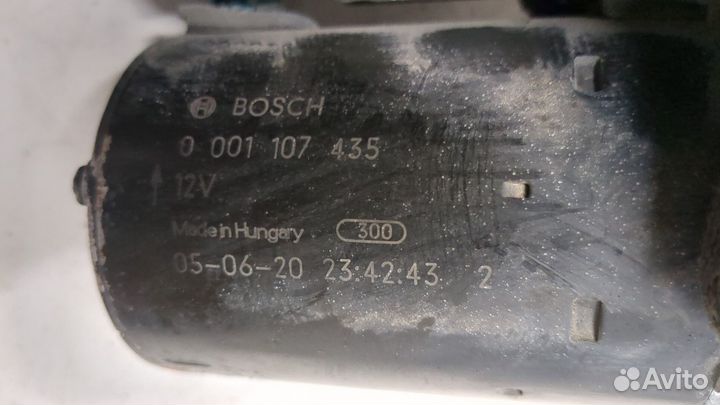 BOSCH
0 001 107 435
12V
Made in Hungary 300
05-06-20 23:42:43 2
Avito